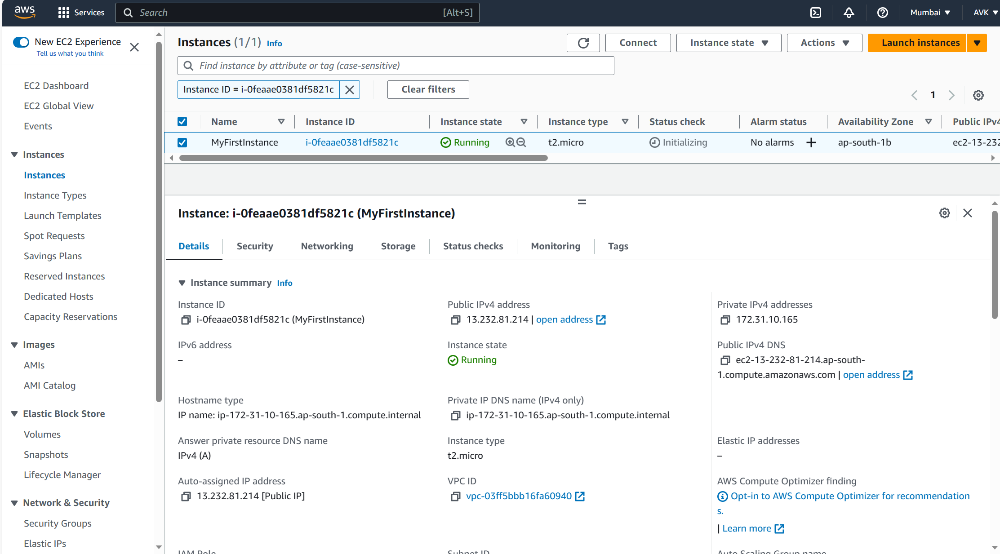 aws
Services
Search
[Alt+S]
Mumbai
AVK
New EC2 Experience
Tell us what you think
EC2 Dashboard
EC2 Global View
Events
Instances
Instances
Instance Types
Launch Templates
Spot Requests
Savings Plans
Reserved Instances
Dedicated Hosts
Capacity Reservations
Images
AMIs
AMI Catalog
Elastic Block Store
Volumes
Snapshots
Lifecycle Manager
Network & Security
Security Groups
Elastic IPs
Instances (1/1) Info
Connect
Instance state
Actions
Launch instances
Find instance by attribute or tag (case-sensitive)
Instance ID = i-0feaae0381df5821c
Clear filters
1
Name
Instance ID
Instance state
Instance type
Status check
Alarm status
Availability Zone
Public IPv4
MyFirstInstance
i-0feaae0381df5821c
Running
t2.micro
Initializing
No alarms +
ap-south-1b
ec2-13-232
Instance: i-0feaae0381df5821c (MyFirstInstance)
Details
Security
Networking
Storage
Status checks
Monitoring
Tags
Instance summary Info
Instance ID
i-0feaae0381df5821c (MyFirstInstance)
Public IPv4 address
13.232.81.214 | open address
Private IPv4 addresses
172.31.10.165
IPv6 address
–
Instance state
Running
Public IPv4 DNS
ec2-13-232-81-214.ap-south-
1.compute.amazonaws.com | open address
Hostname type
IP name: ip-172-31-10-165.ap-south-1.compute.internal
Private IP DNS name (IPv4 only)
ip-172-31-10-165.ap-south-1.compute.internal
Answer private resource DNS name
IPv4 (A)
Instance type
t2.micro
Elastic IP addresses
–
Auto-assigned IP address
13.232.81.214 [Public IP]
VPC ID
vpc-03ff5bbb16fa60940
AWS Compute Optimizer finding
Opt-in to AWS Compute Optimizer for recommendation
s.
| Learn more
IAM Role
Subnet ID
Auto Scaling Group name